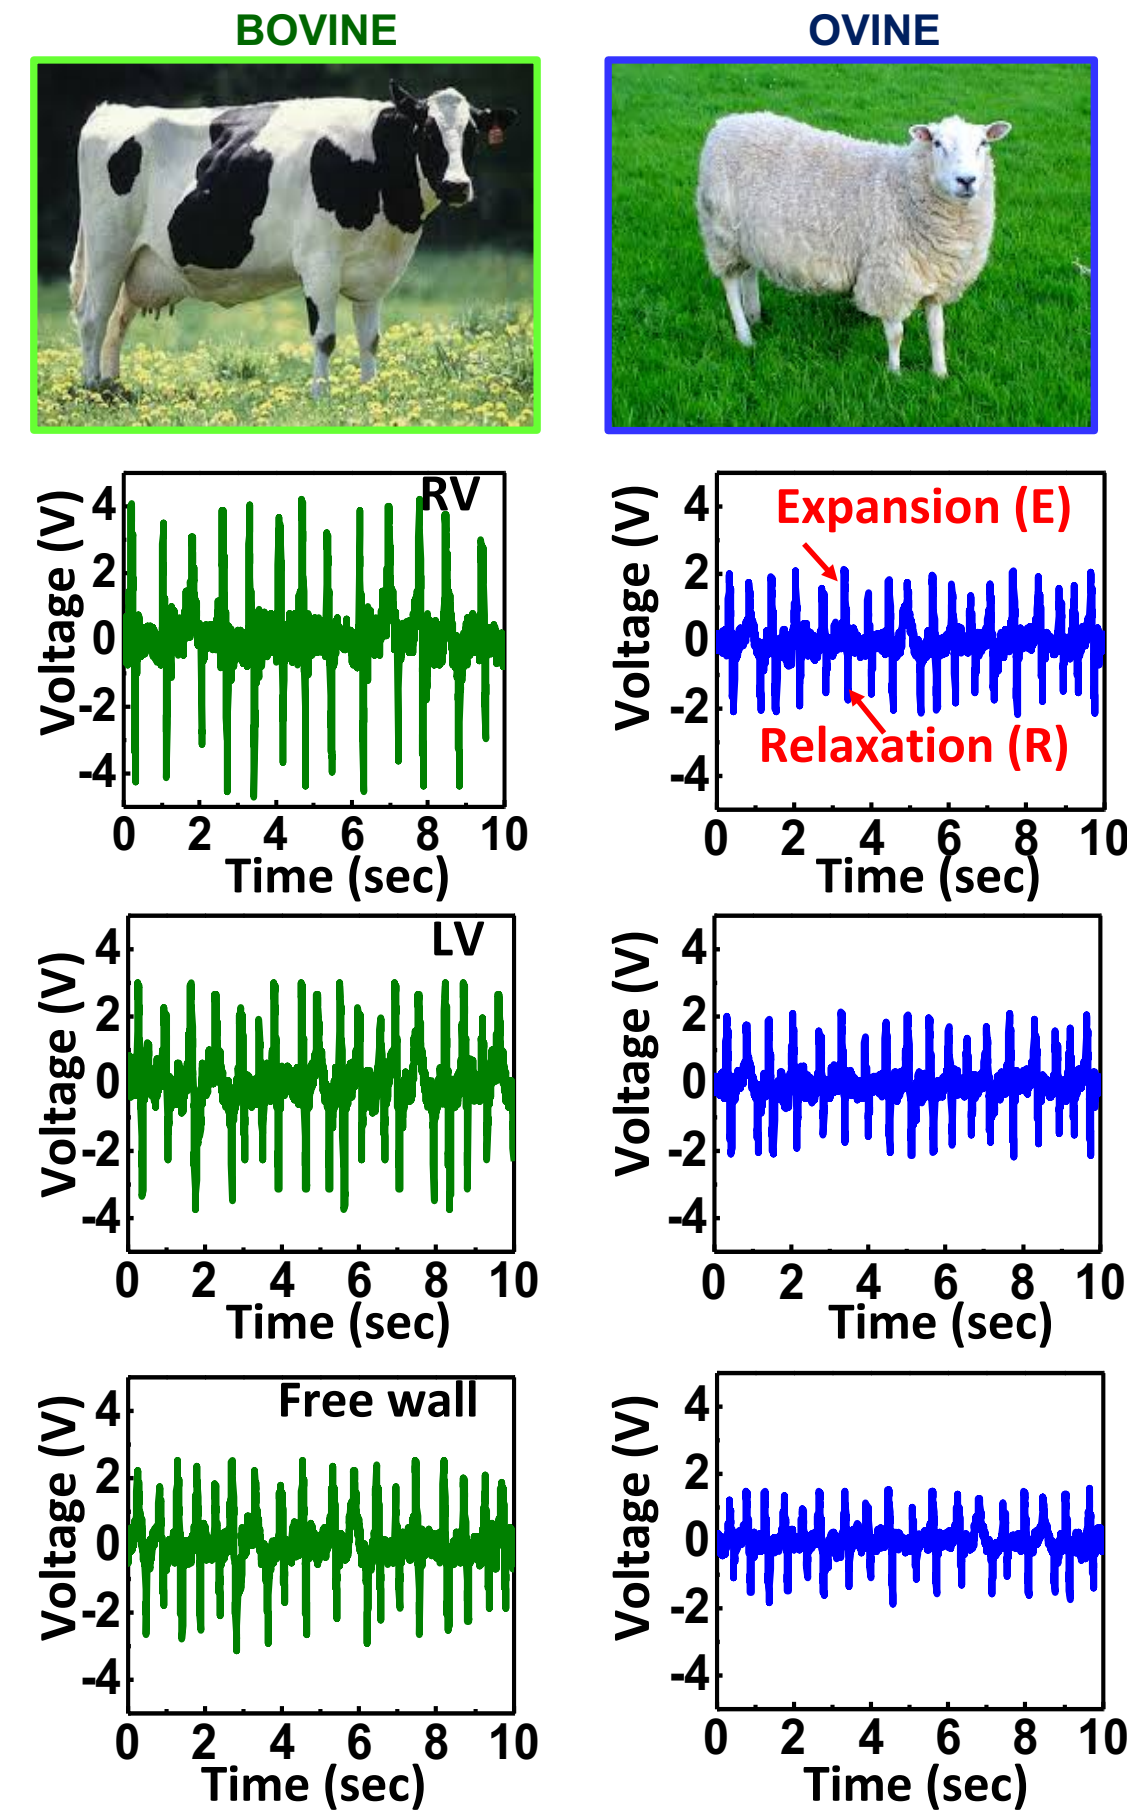 BOVINE
OVINE
RV
Voltage (V)
4
2
0
-2
-4
0 2 4 6 8 10
Time (sec)
Expansion (E)
Relaxation (R)
Voltage (V)
4
2
0
-2
-4
0 2 4 6 8 10
Time (sec)
LV
Voltage (V)
4
2
0
-2
-4
0 2 4 6 8 10
Time (sec)
Voltage (V)
4
2
0
-2
-4
0 2 4 6 8 10
Time (sec)
Free wall
Voltage (V)
4
2
0
-2
-4
0 2 4 6 8 10
Time (sec)
Voltage (V)
4
2
0
-2
-4
0 2 4 6 8 10
Time (sec)